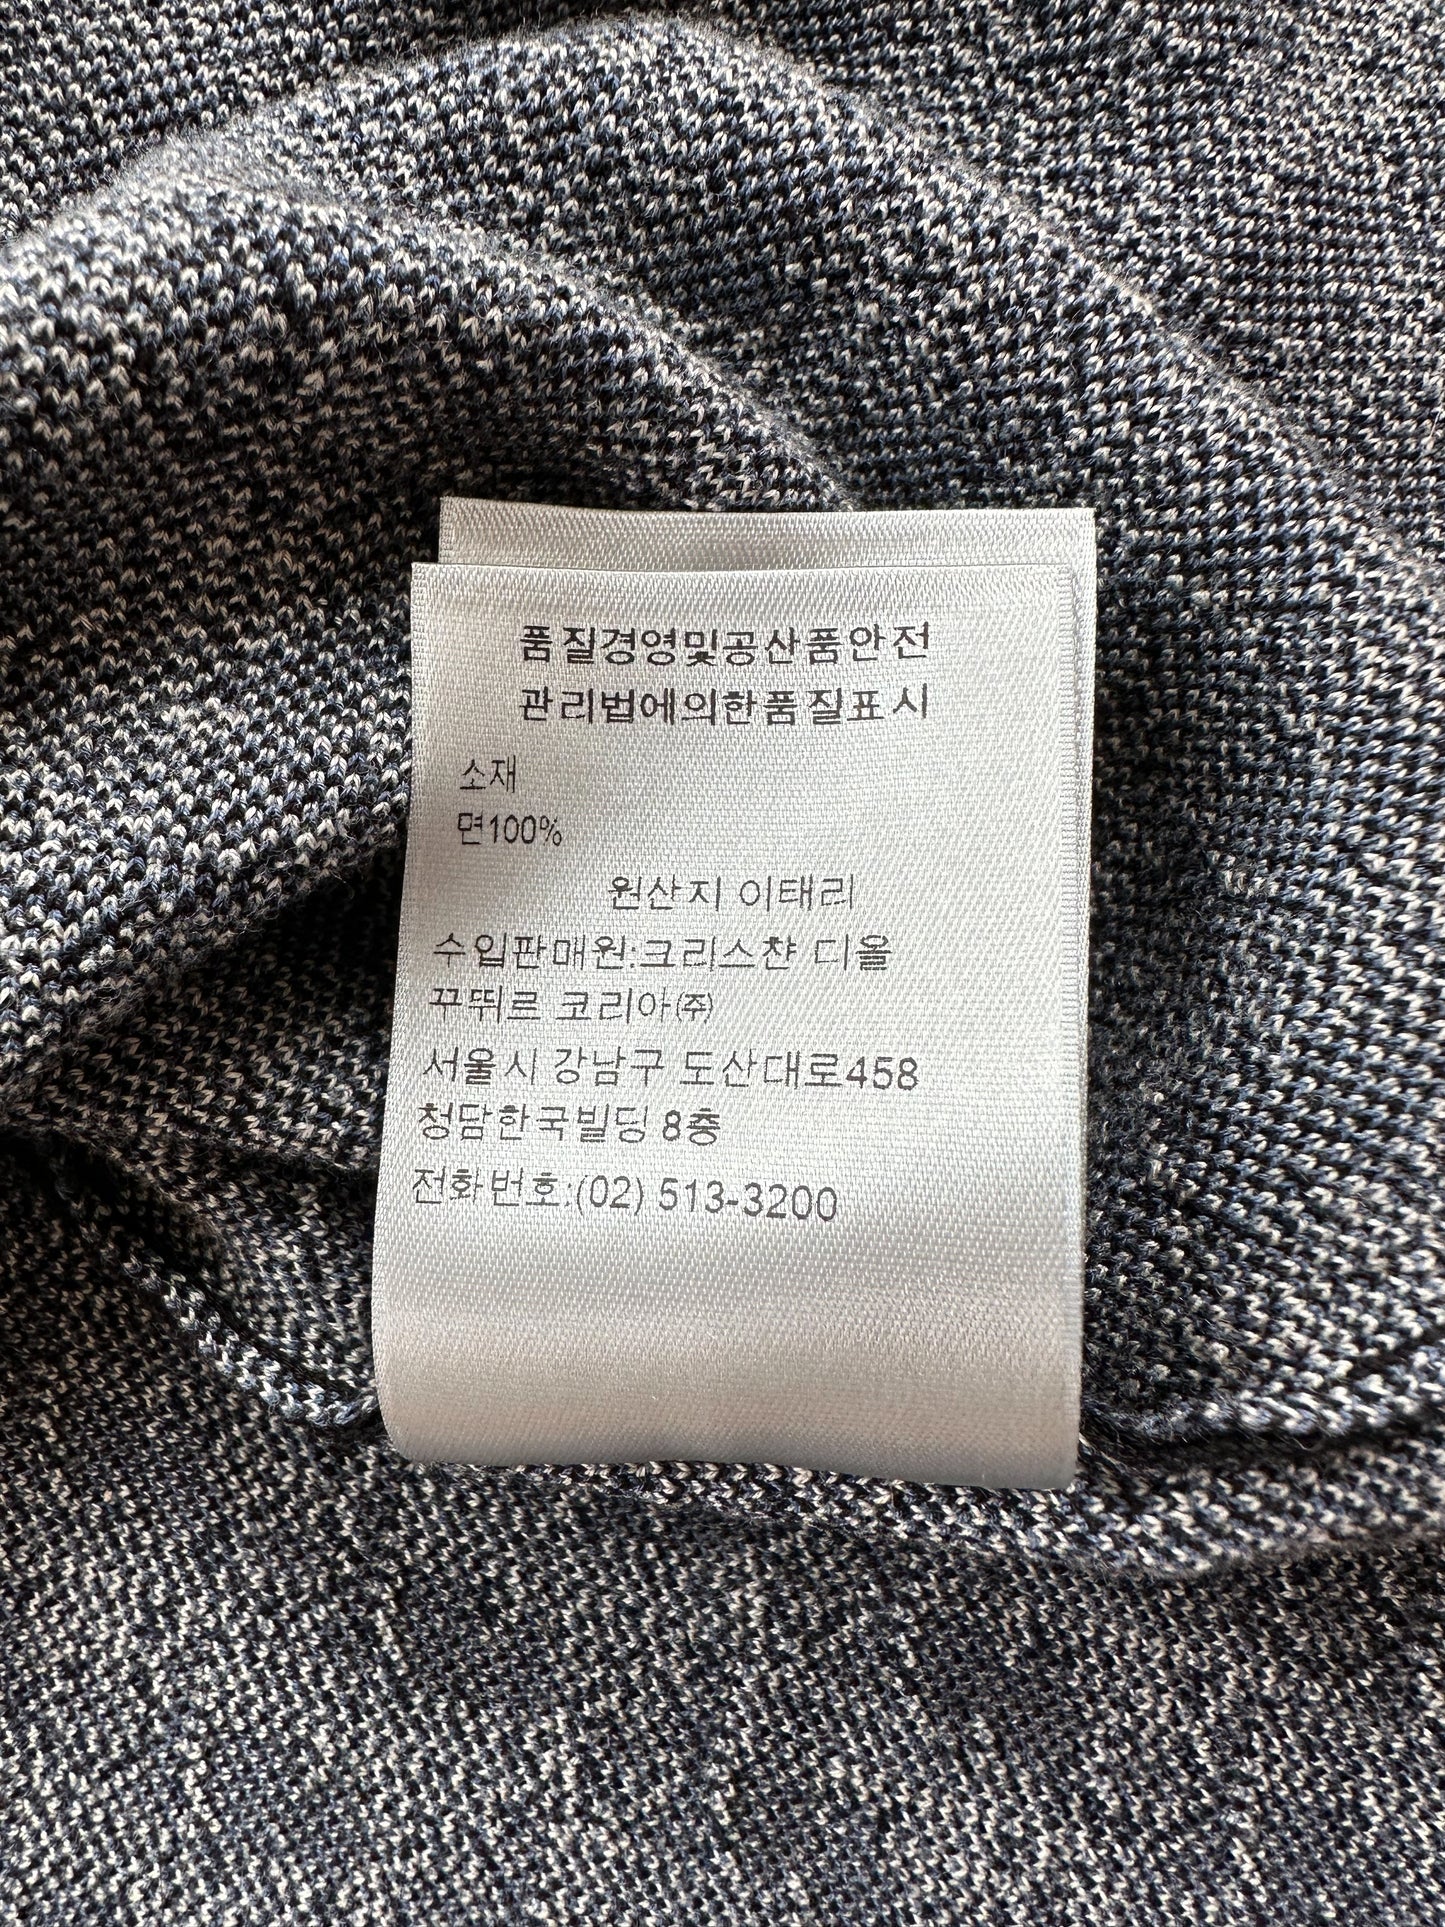 품질경영및공산품안전
관리법에의한품질표시
소재
면100%
원산지 이태리
수입판매원:크리스챤 디올
꾸뛰르 코리아㈜
서울시 강남구 도산대로458
청담한국빌딩 8층
전화번호:(02) 513-3200